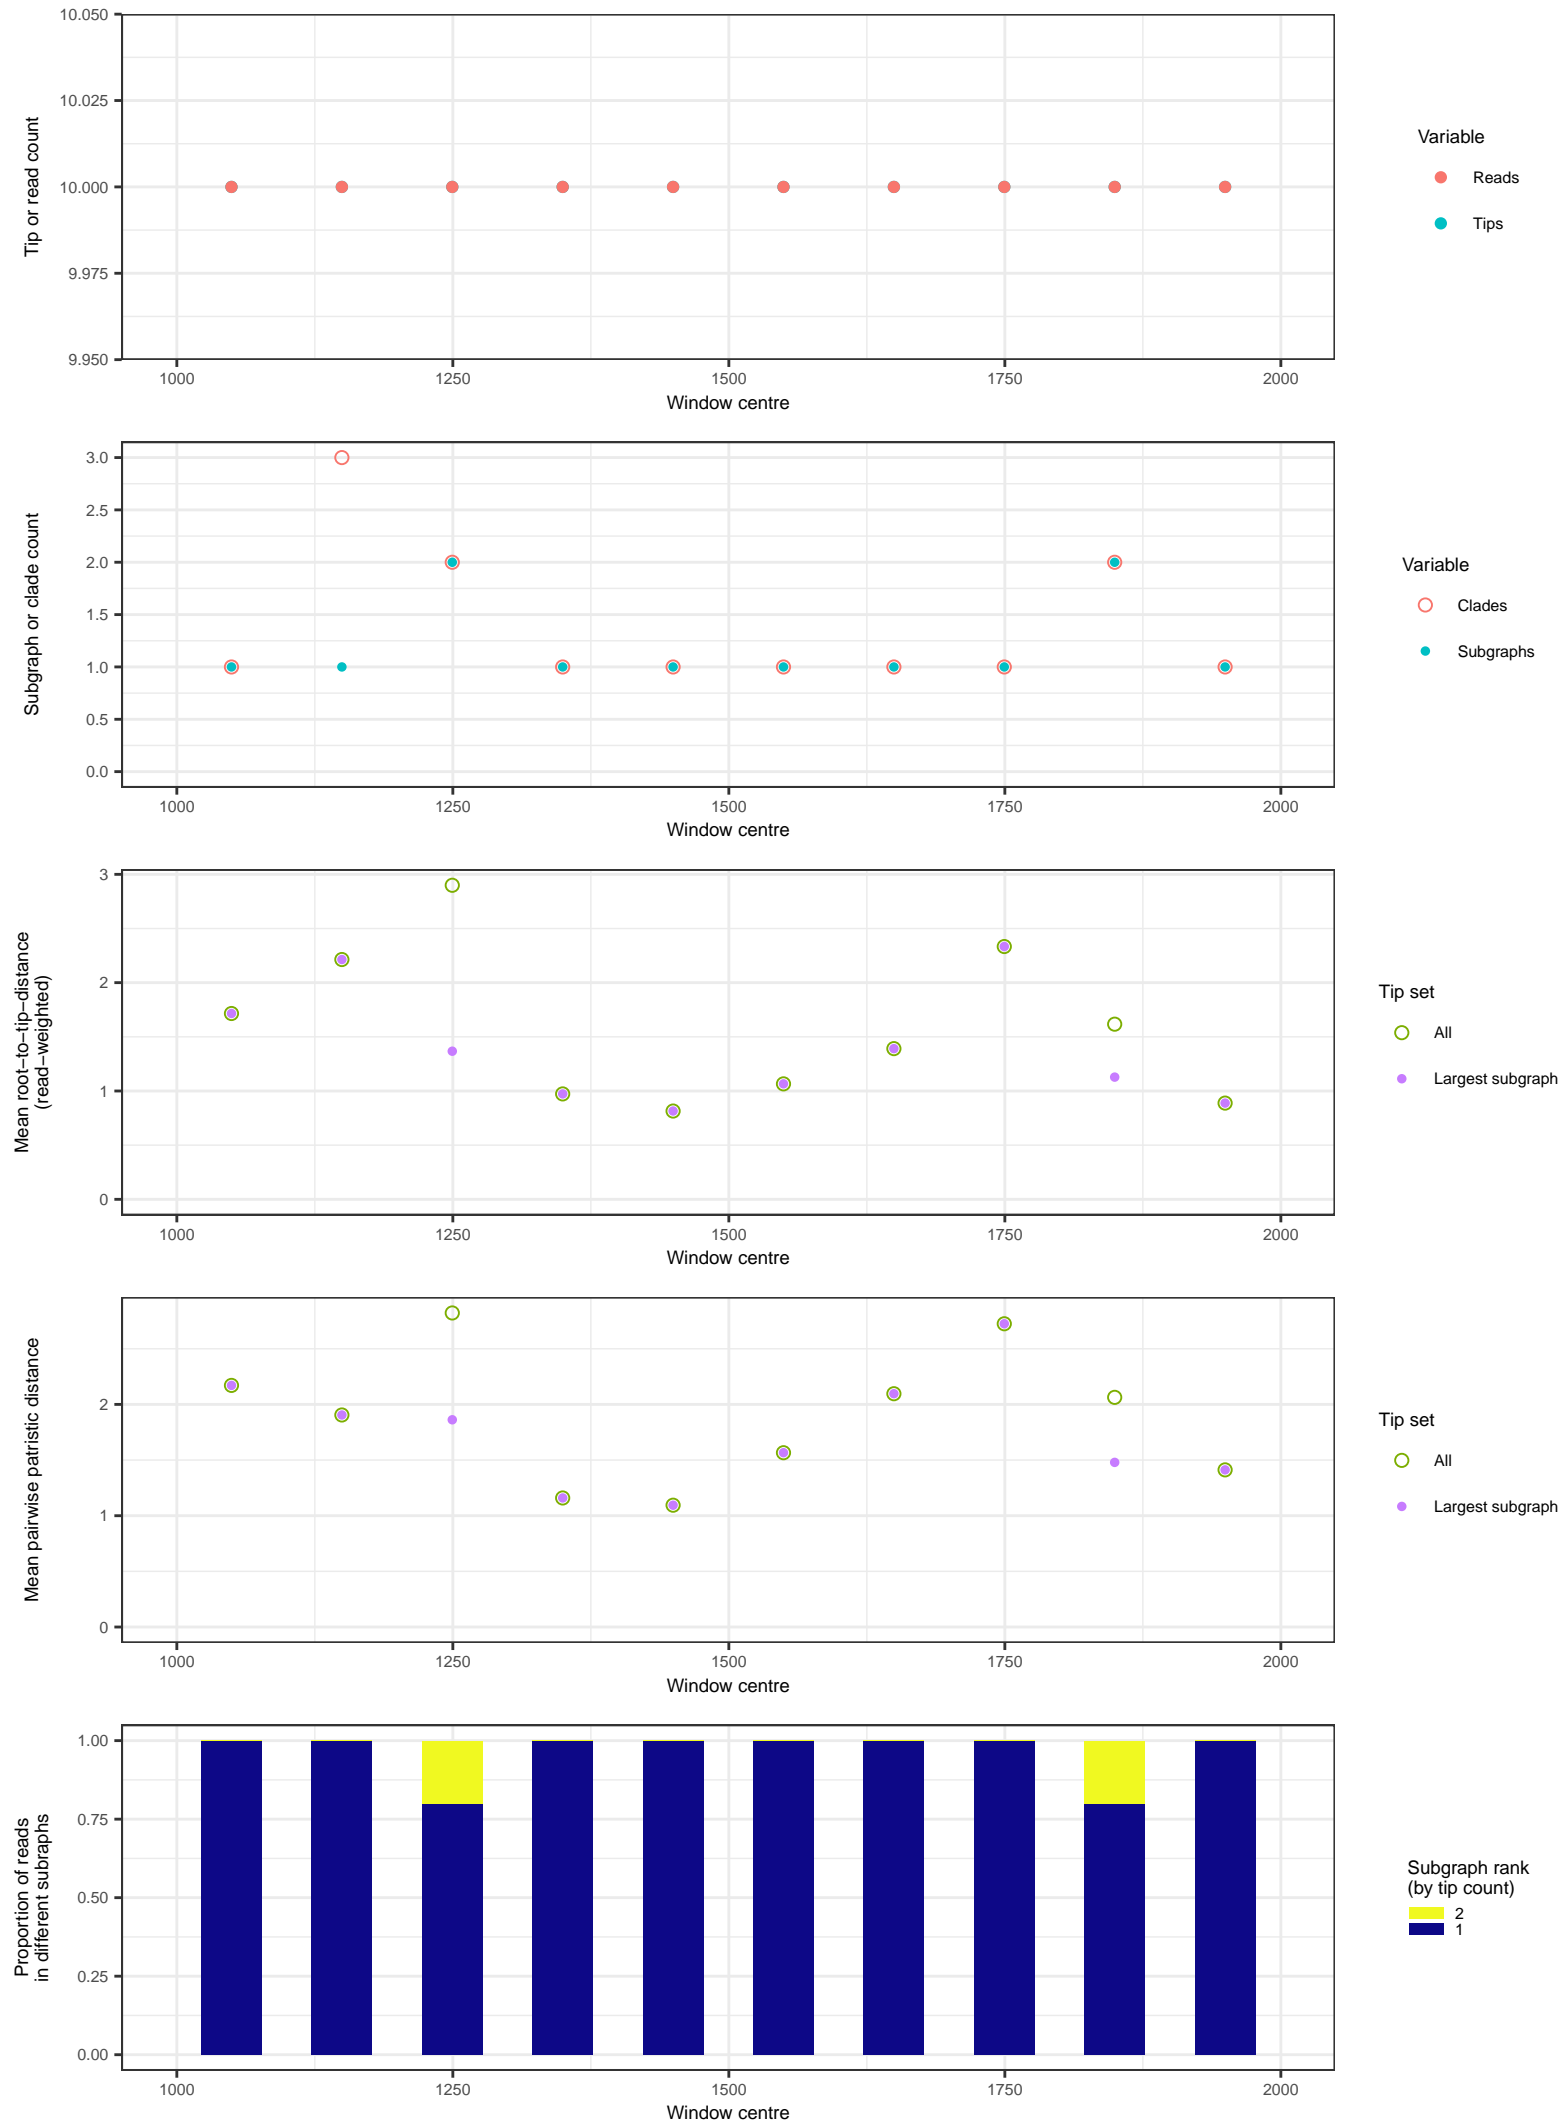 10.050
10.025
10.000
9.975
9.950
Tip or read count
1000
1250
1500
1750
2000
Window centre
Variable
Reads
Tips
3.0
2.5
2.0
1.5
1.0
0.5
0.0
Subgraph or clade count
1000
1250
1500
1750
2000
Window centre
Variable
Clades
Subgraphs
3
2
1
0
Mean root−to−tip−distance
(read−weighted)
1000
1250
1500
1750
2000
Window centre
Tip set
All
Largest subgraph
2
1
0
Mean pairwise patristic distance
1000
1250
1500
1750
2000
Window centre
Tip set
All
Largest subgraph
1.00
0.75
0.50
0.25
0.00
Proportion of reads
in different subraphs
1000
1250
1500
1750
2000
Window centre
Subgraph rank
(by tip count)
2
1